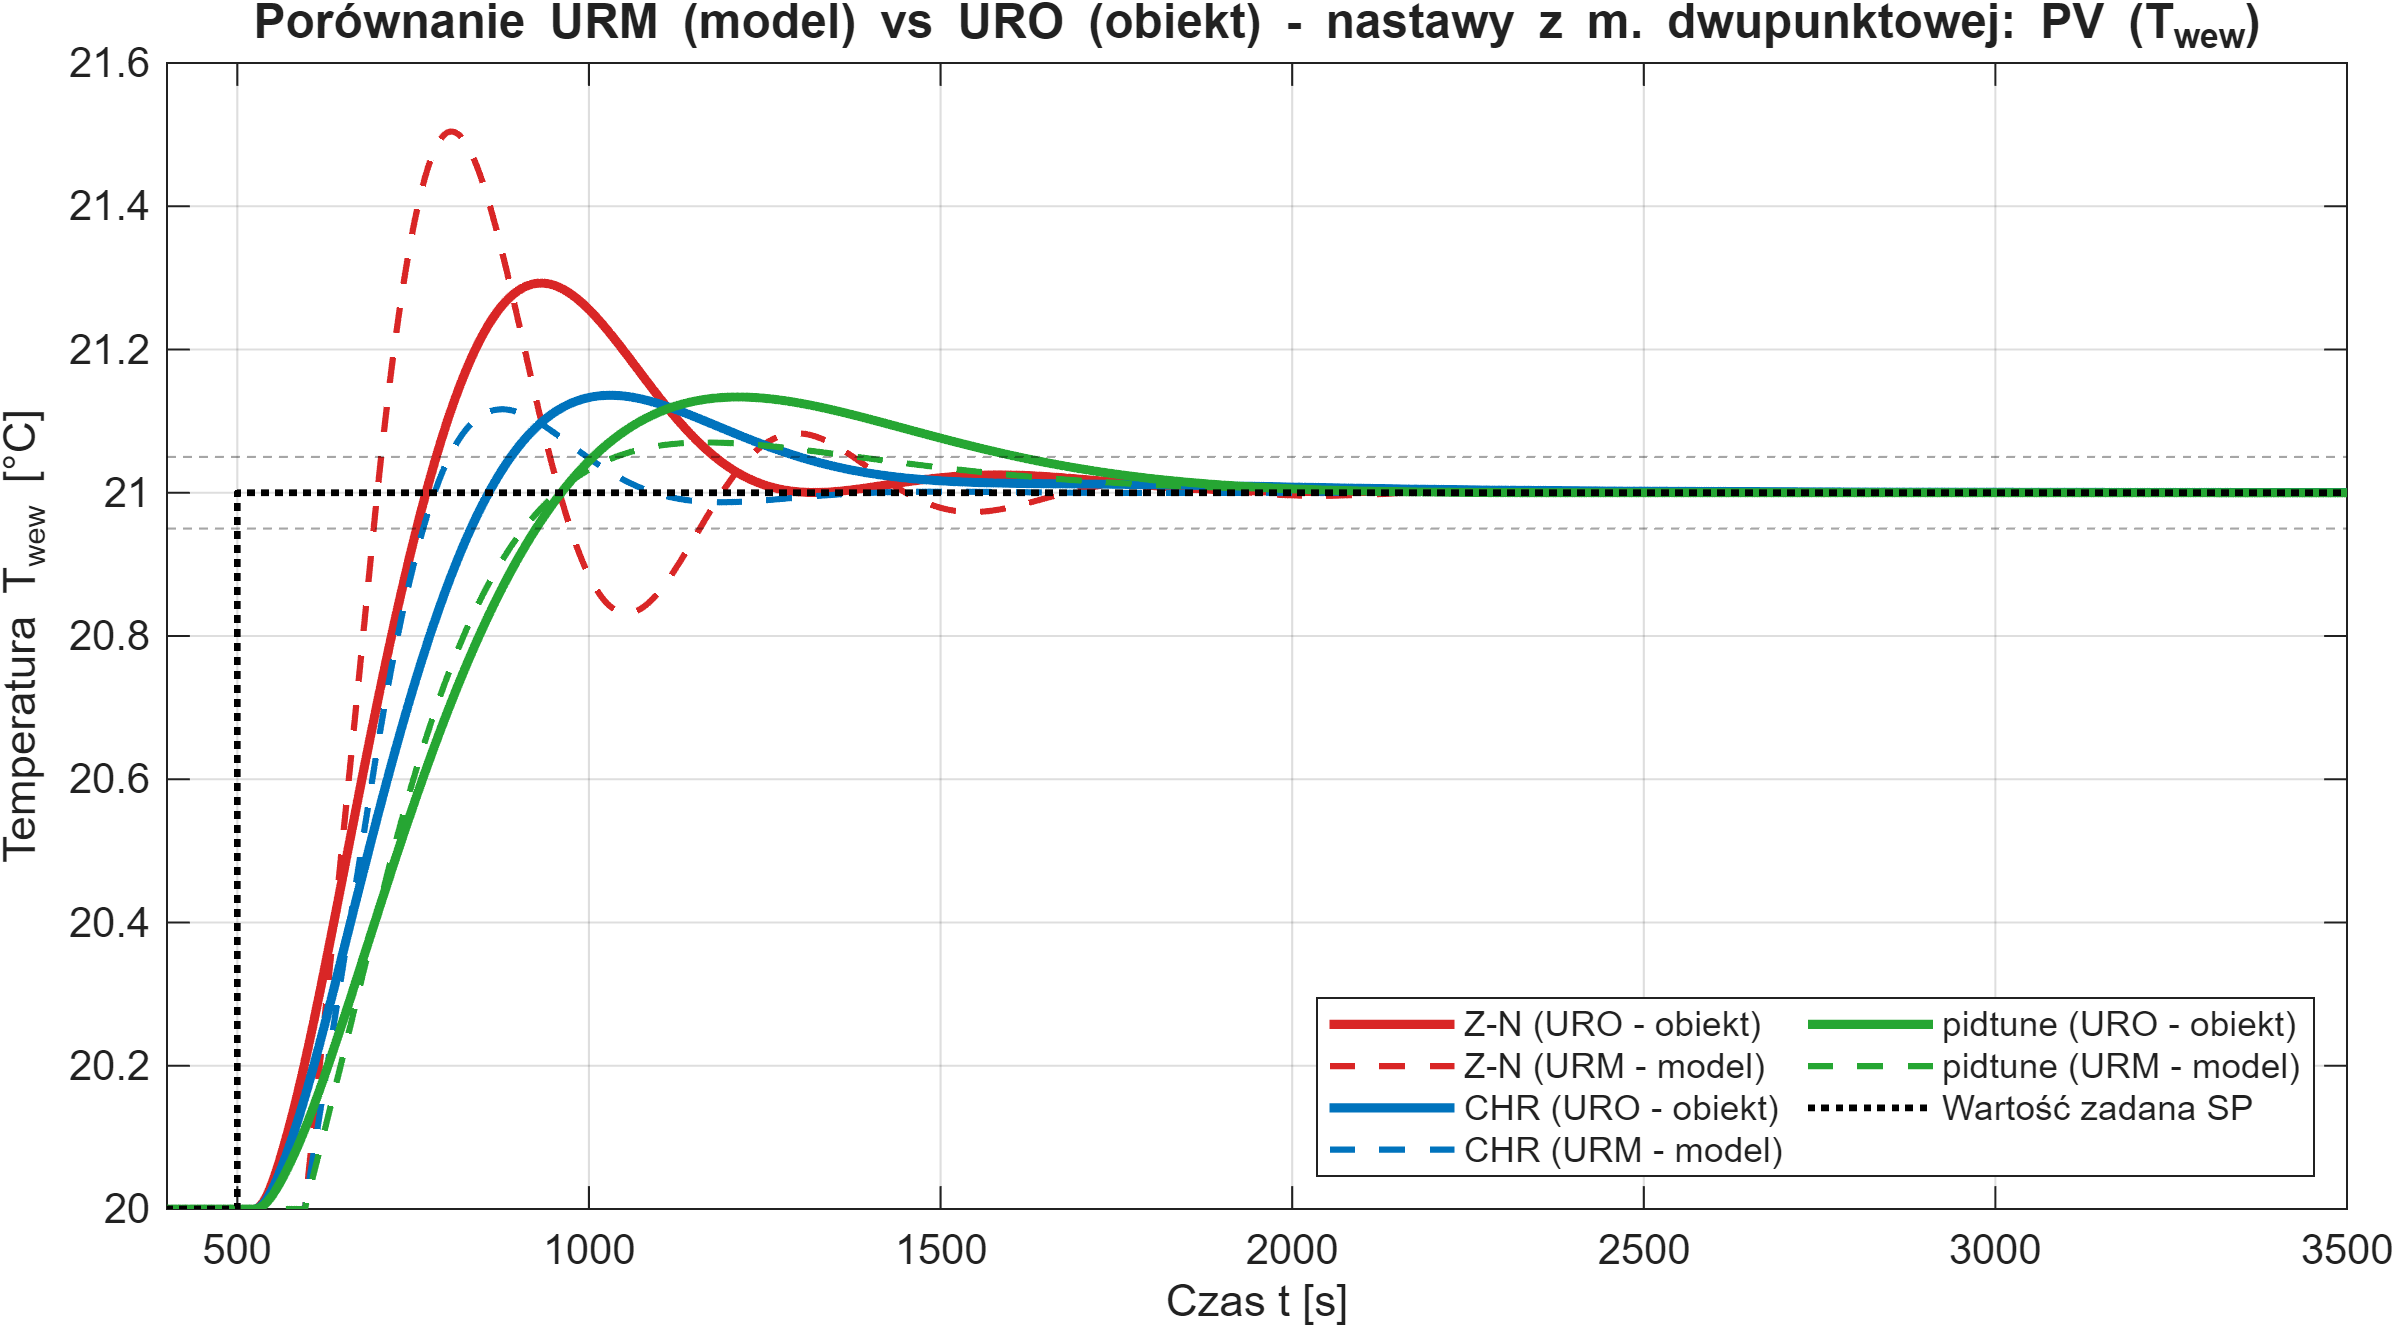 Porównanie URM (model) vs URO (obiekt) - nastawy z m. dwupunktowej: PV (Twew)
21.6
21.4
21.2
21
20.8
20.6
20.4
20.2
20
Temperatura Twew [°C]
500 1000 1500 2000 2500 3000 3500
Czas t [s]
Z-N (URO - obiekt)
Z-N (URM - model)
CHR (URO - obiekt)
CHR (URM - model)
pidtune (URO - obiekt)
pidtune (URM - model)
Wartość zadana SP